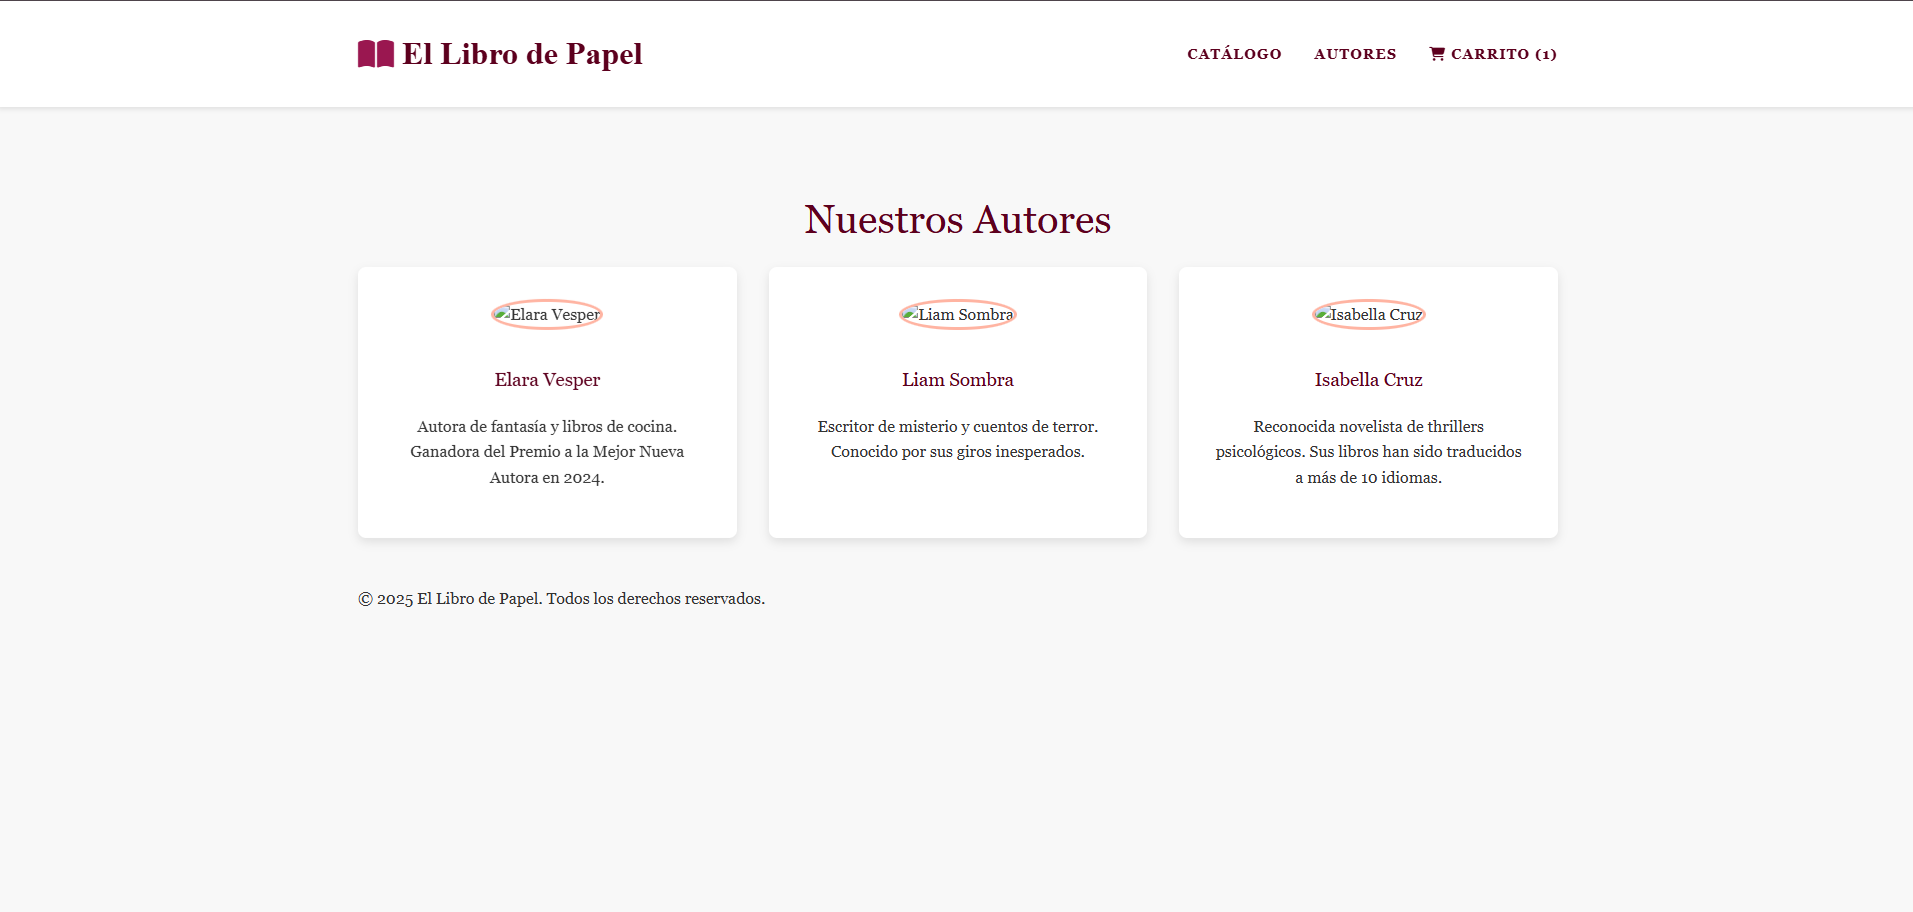 El Libro de Papel
CATÁLOGO AUTORES CARRITO (1)
Nuestros Autores
Elara Vesper
Elara Vesper
Autora de fantasía y libros de cocina.
Ganadora del Premio a la Mejor Nueva
Autora en 2024.
Liam Sombra
Liam Sombra
Escritor de misterio y cuentos de terror.
Conocido por sus giros inesperados.
Isabella Cruz
Isabella Cruz
Reconocida novelista de thrillers
psicológicos. Sus libros han sido traducidos
a más de 10 idiomas.
© 2025 El Libro de Papel. Todos los derechos reservados.